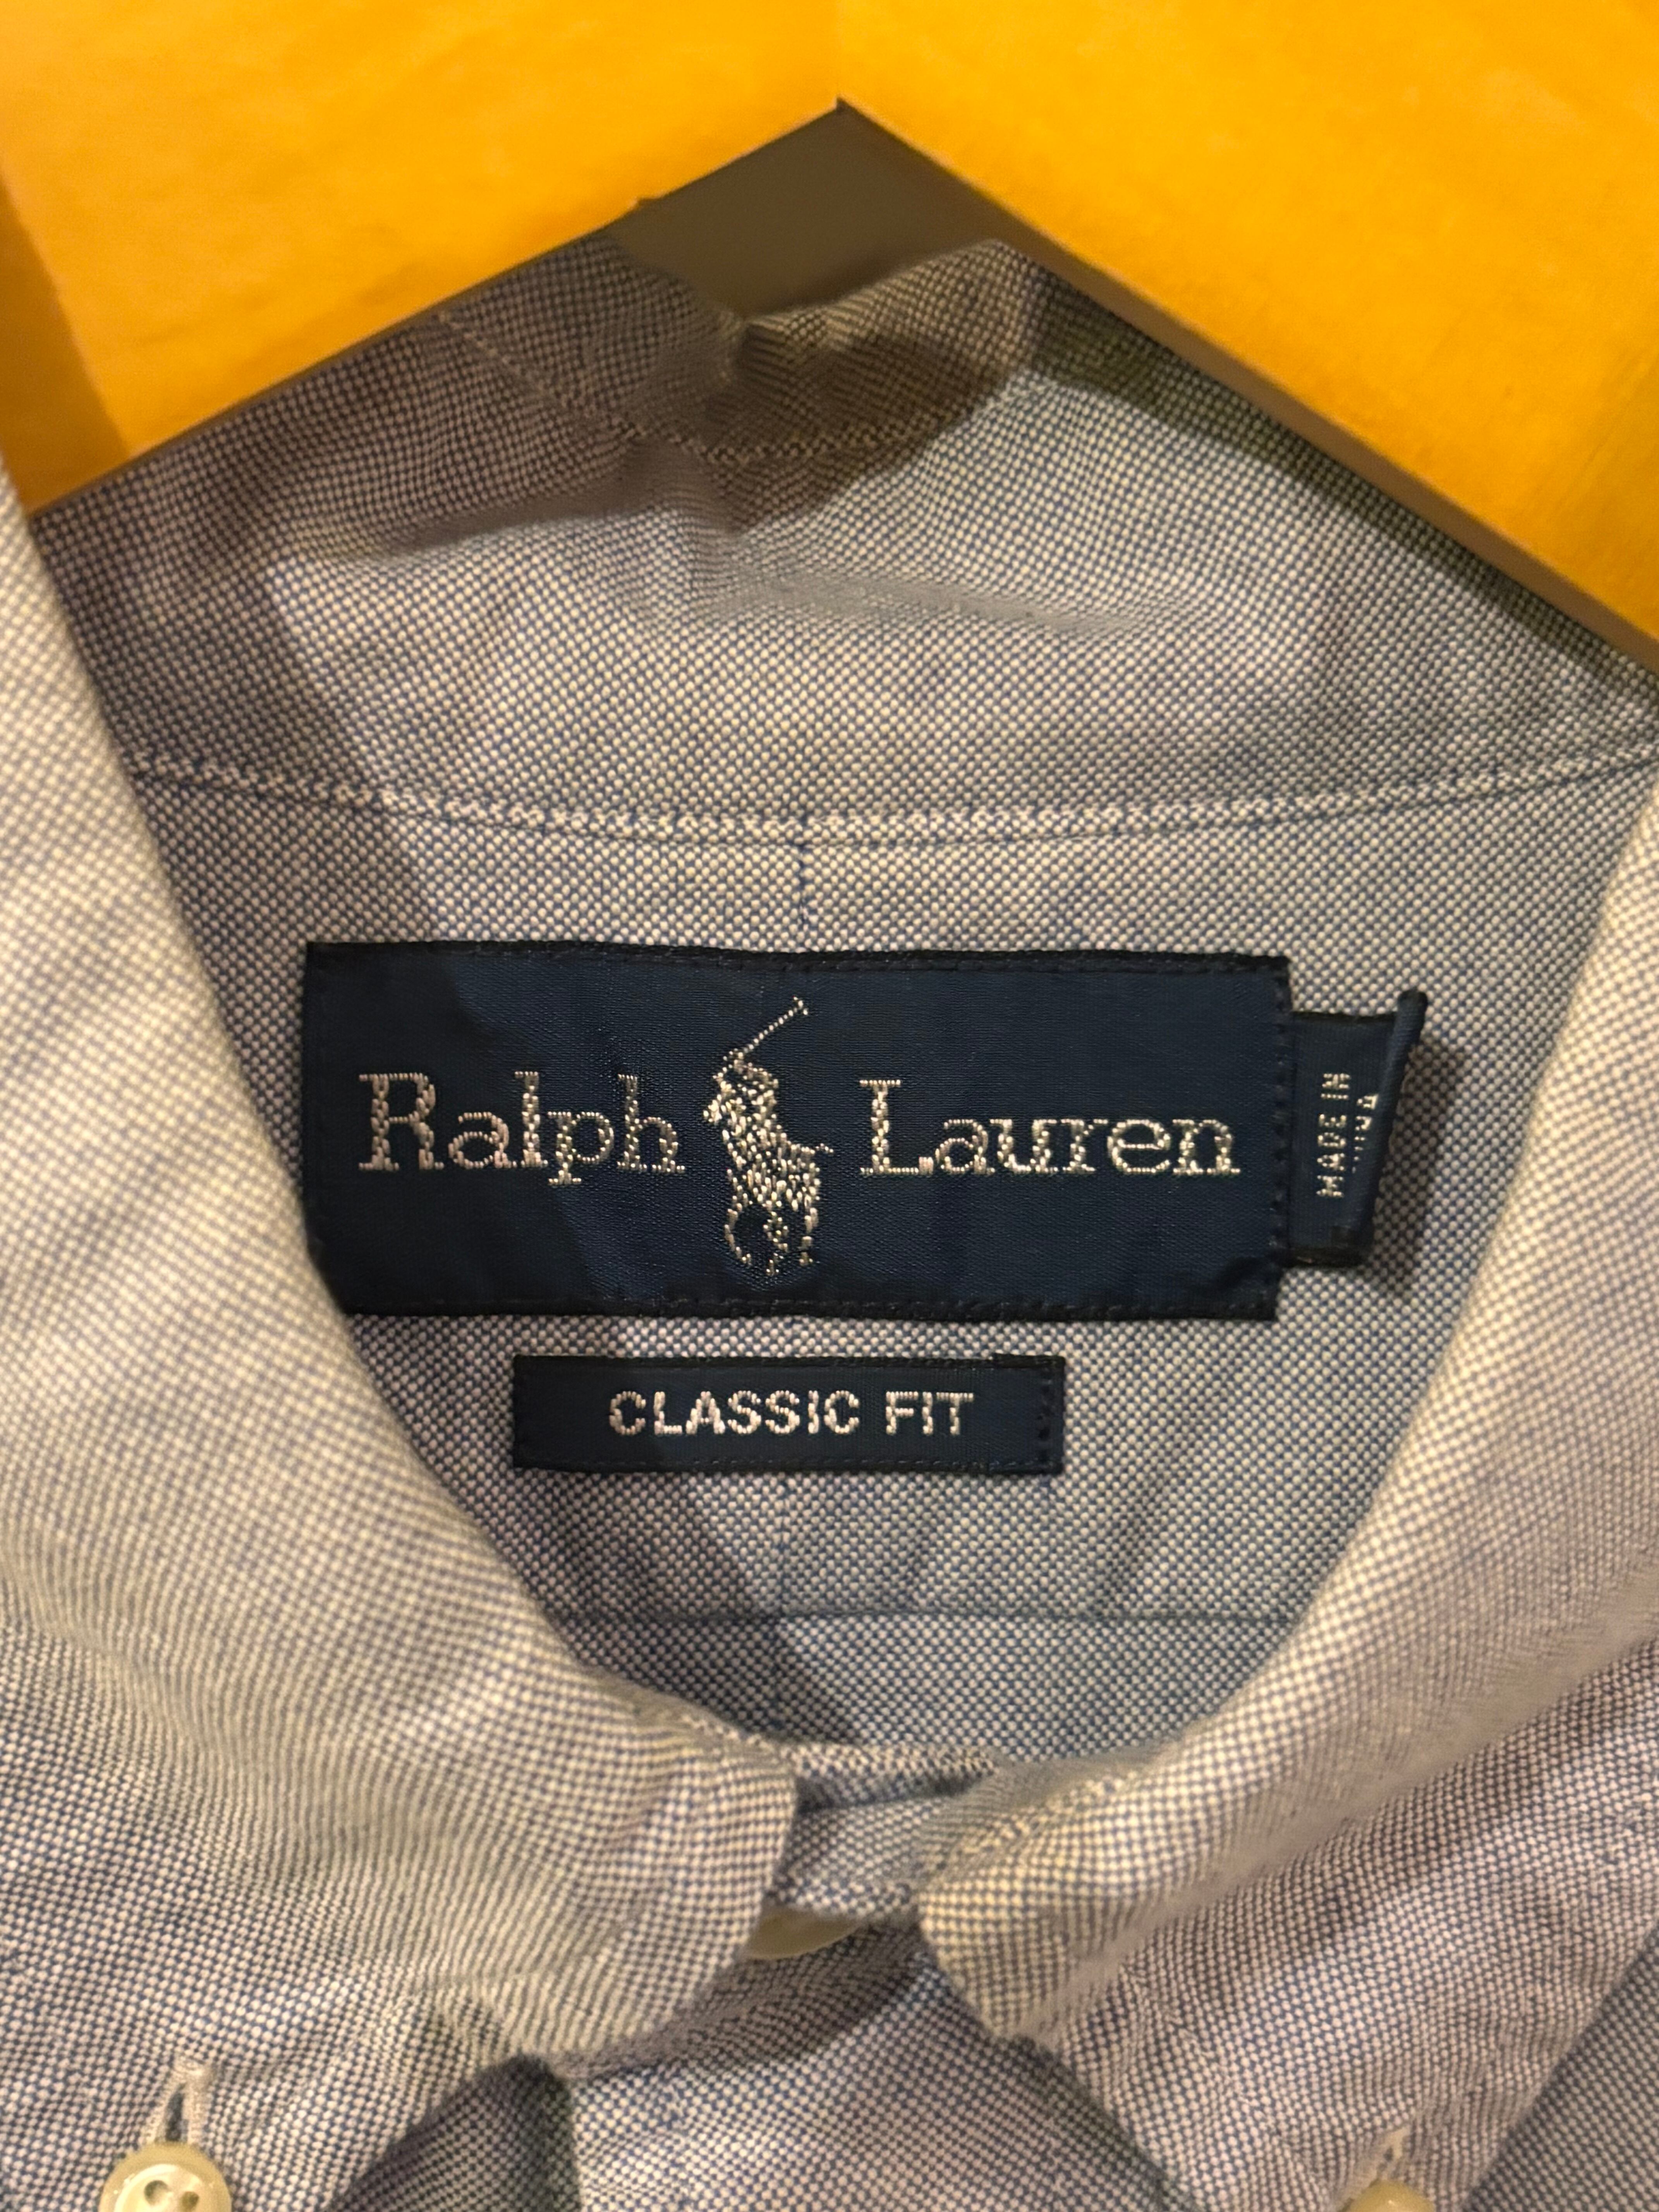 Ralph Lauren
MADE IN
CLASSIC FIT